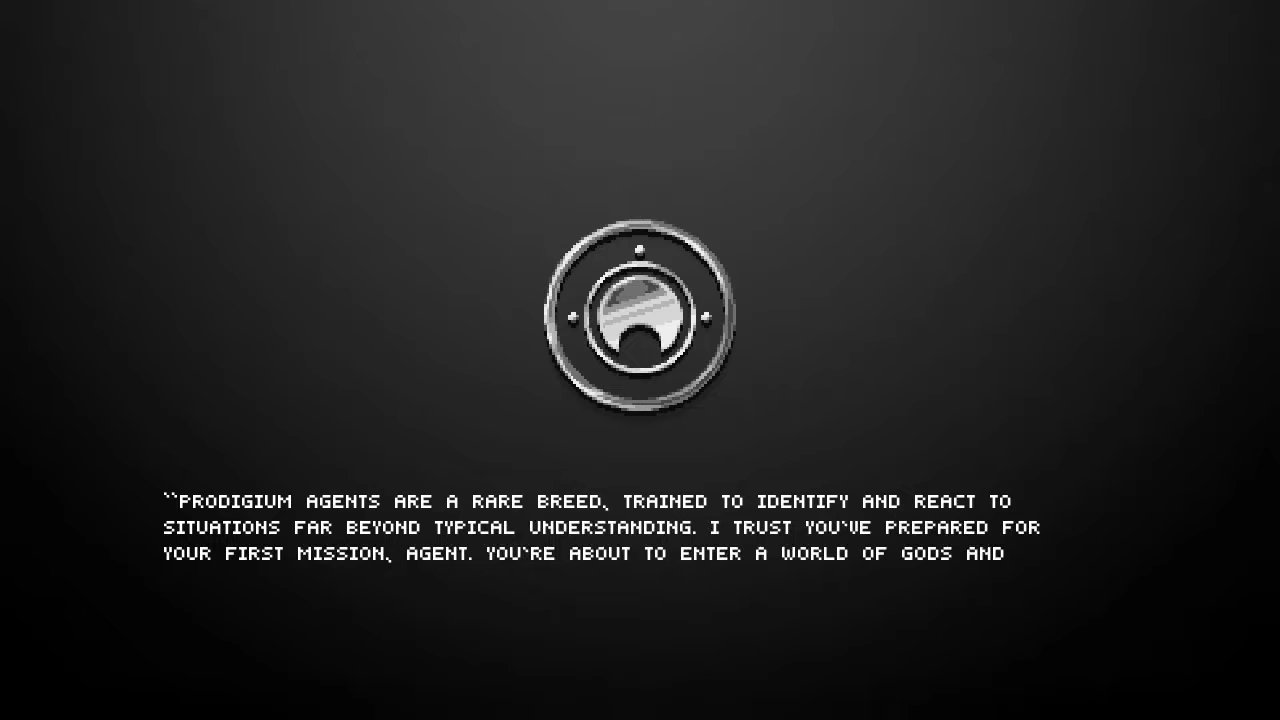 ``PRODIGIUM AGENTS ARE A RARE BREED, TRAINED TO IDENTIFY AND REACT TO
SITUATIONS FAR BEYOND TYPICAL UNDERSTANDING. I TRUST YOU`VE PREPARED FOR
YOUR FIRST MISSION, AGENT. YOU`RE ABOUT TO ENTER A WORLD OF GODS AND